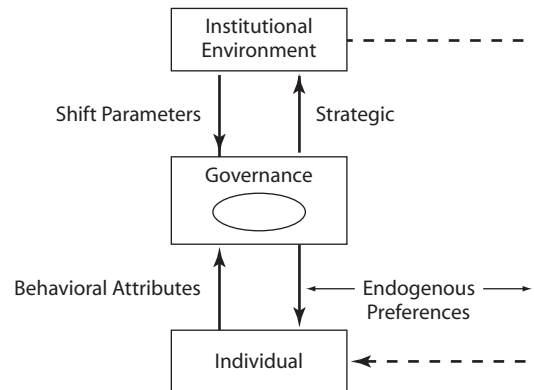 Institutional
Environment
Shift Parameters
Strategic
Governance
Behavioral Attributes
Endogenous
Preferences
Individual